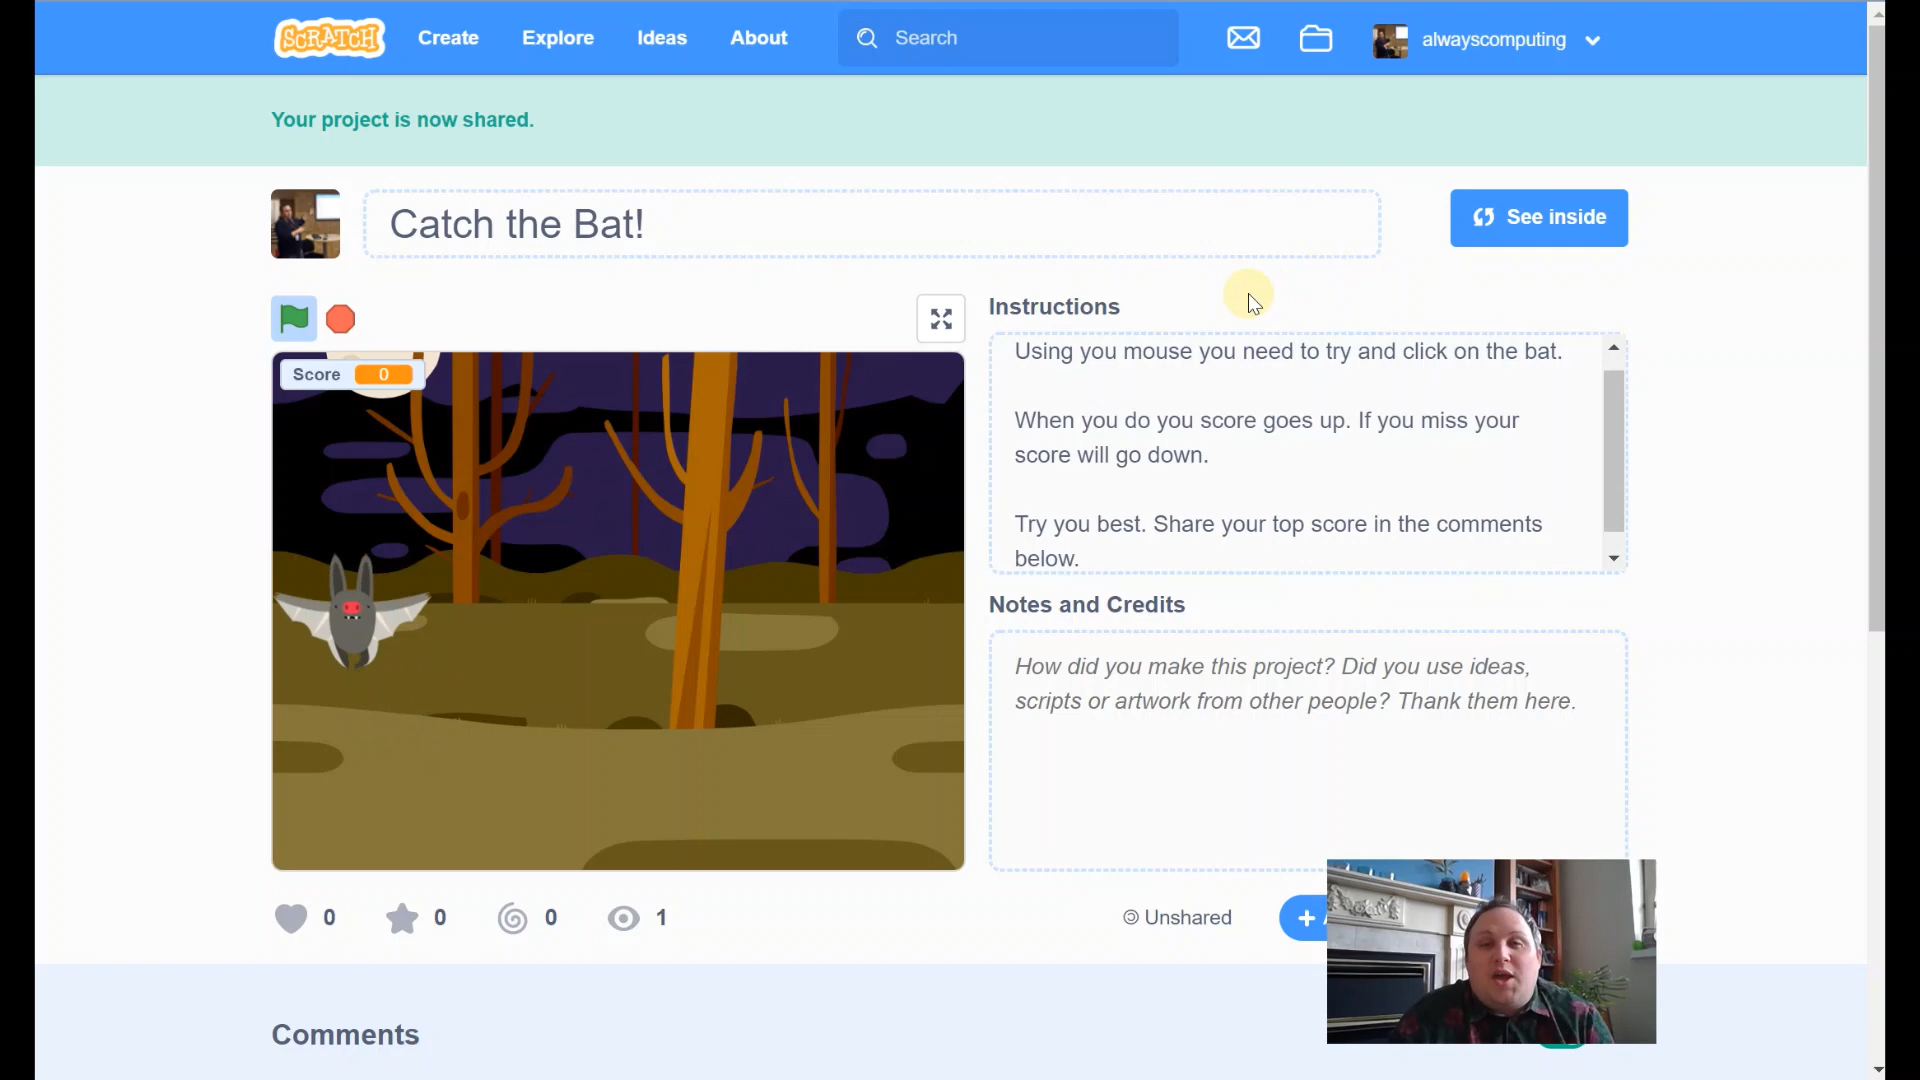 SCRATCH Create Explore Ideas About Search alwayscomputing
Your project is now shared.
Catch the Bat!
See inside
Score 0
Instructions
Using you mouse you need to try and click on the bat.
When you do you score goes up. If you miss your
score will go down.
Try you best. Share your top score in the comments
below.
Notes and Credits
How did you make this project? Did you use ideas,
scripts or artwork from other people? Thank them here.
0 0 0 1
Unshared
Comments